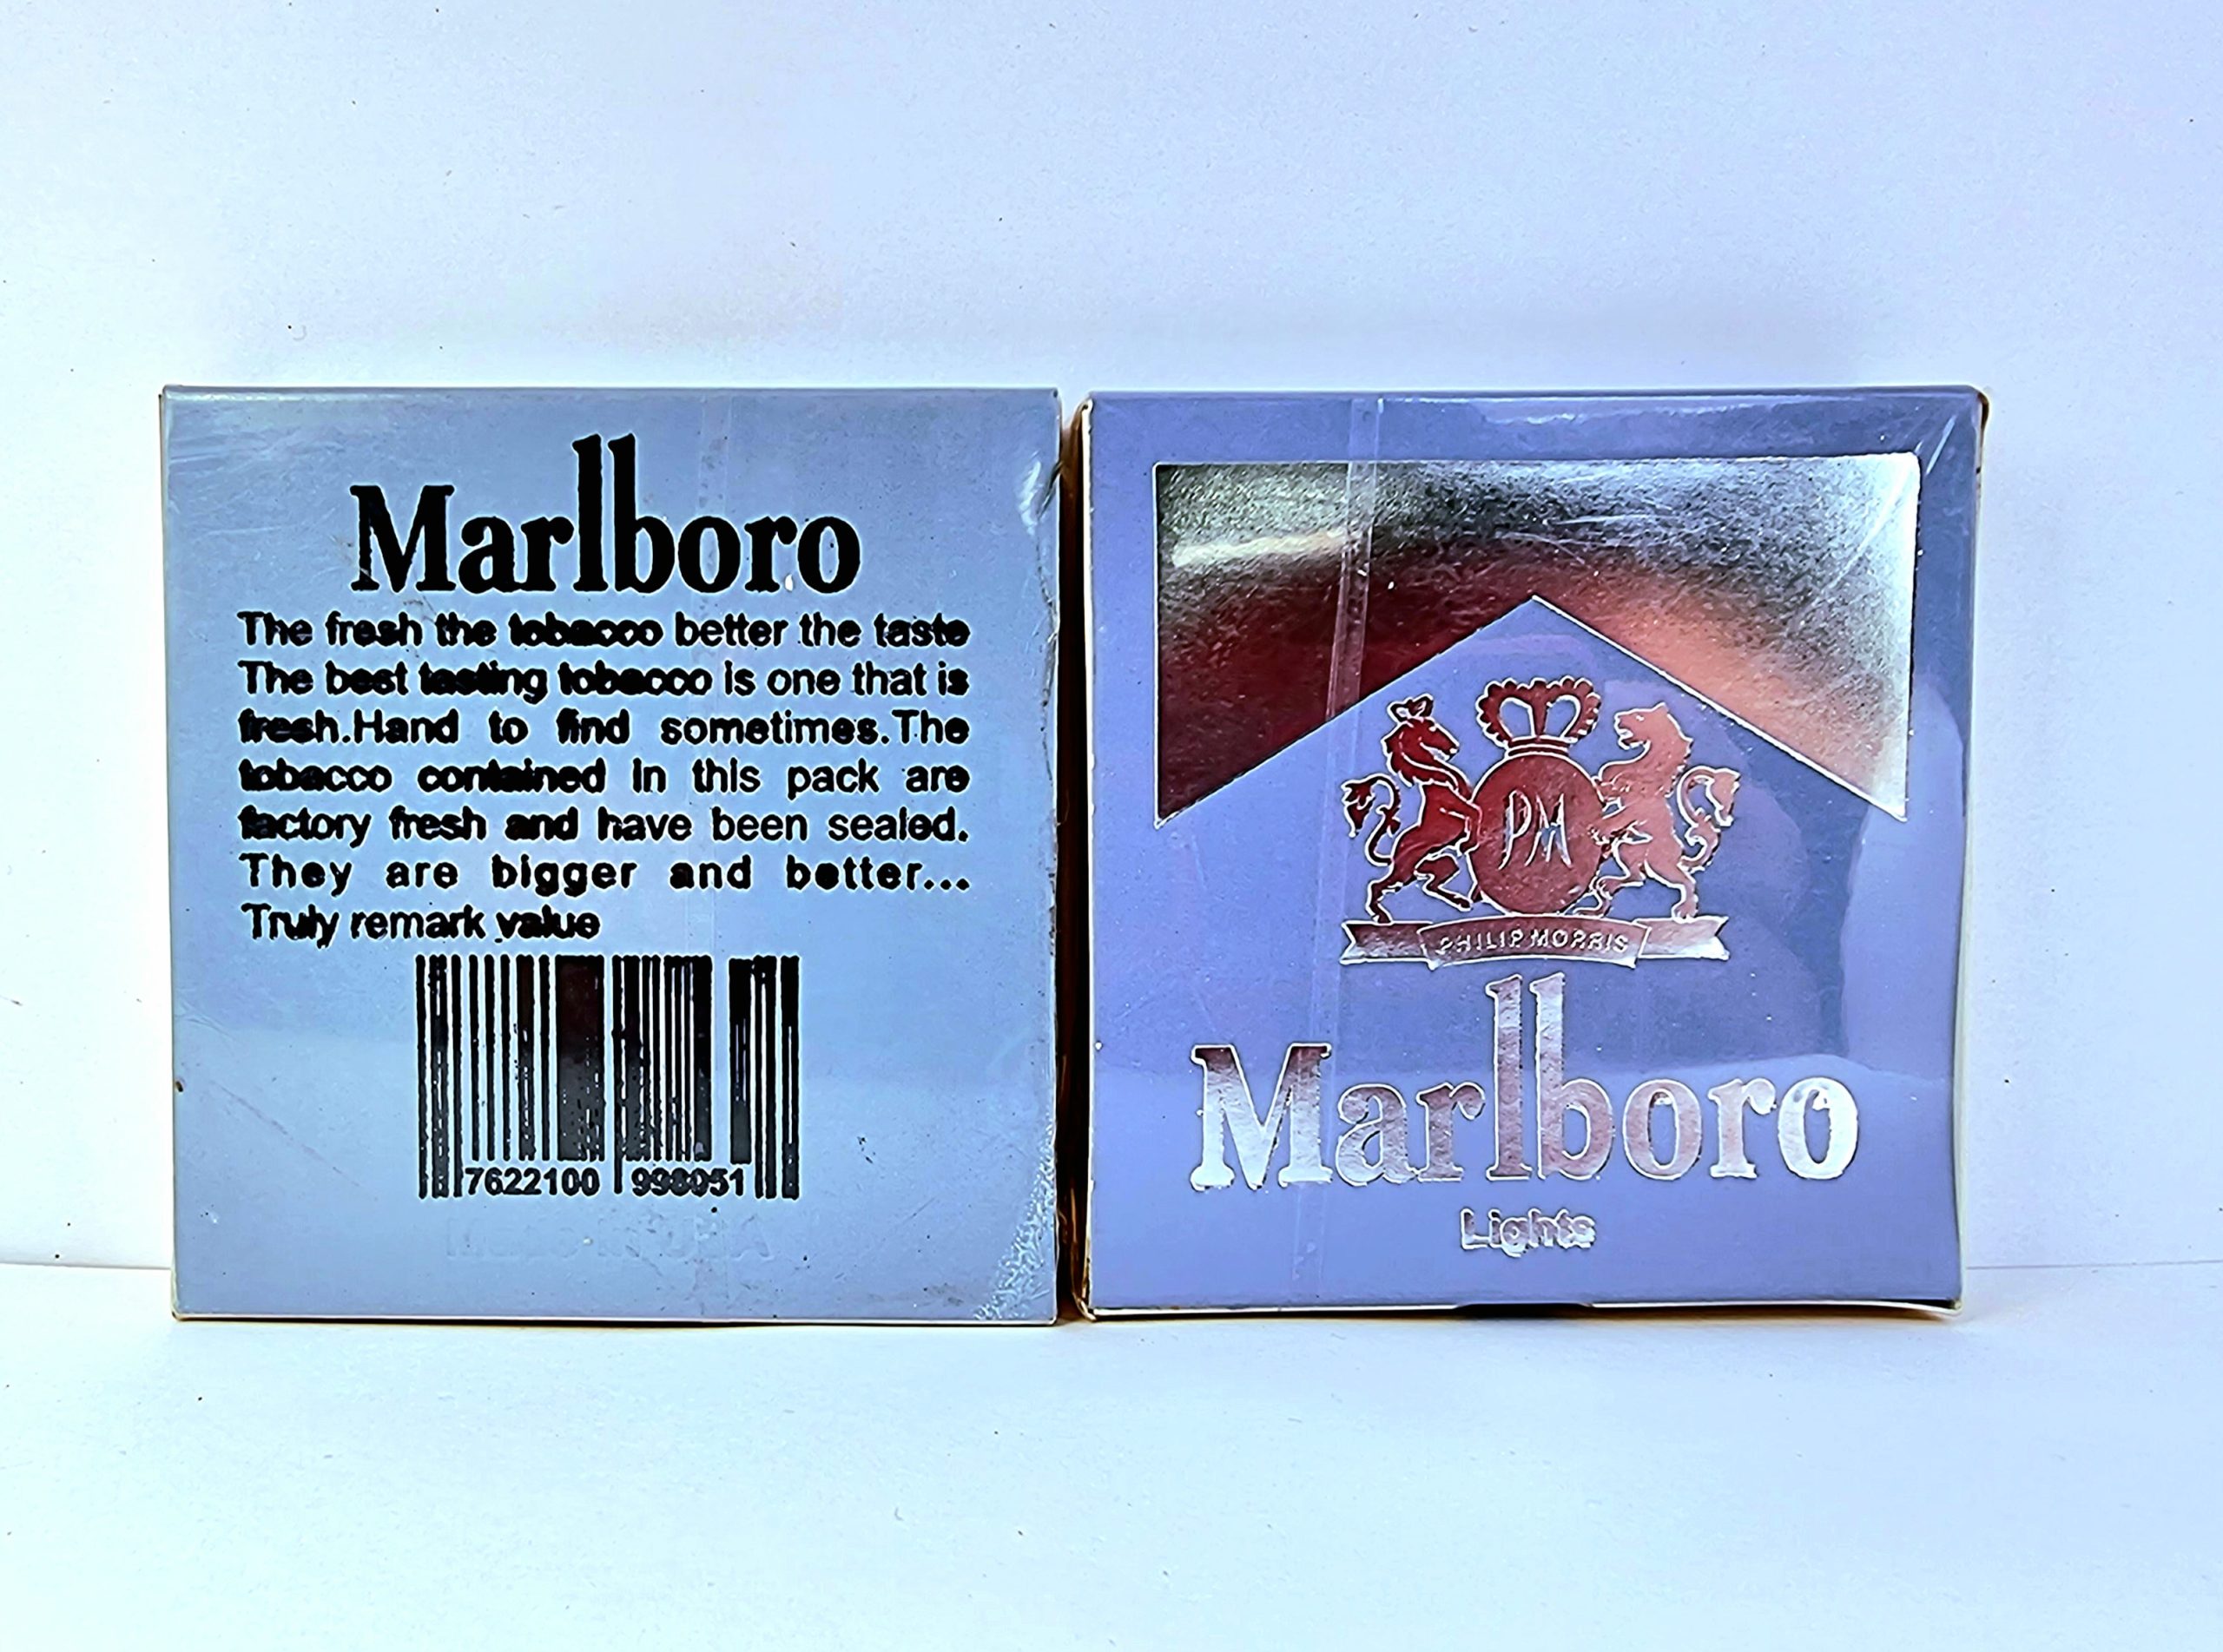 Marlboro
The fresh the tobacco better the taste
The best tasting tobacco is one that is
fresh.Hand to find sometimes.The
tobacco contained in this pack are
factory fresh and have been sealed.
They are bigger and better...
Truly remark value
7622100 998951
PM
PHILIP MORRIS
Marlboro
Lights